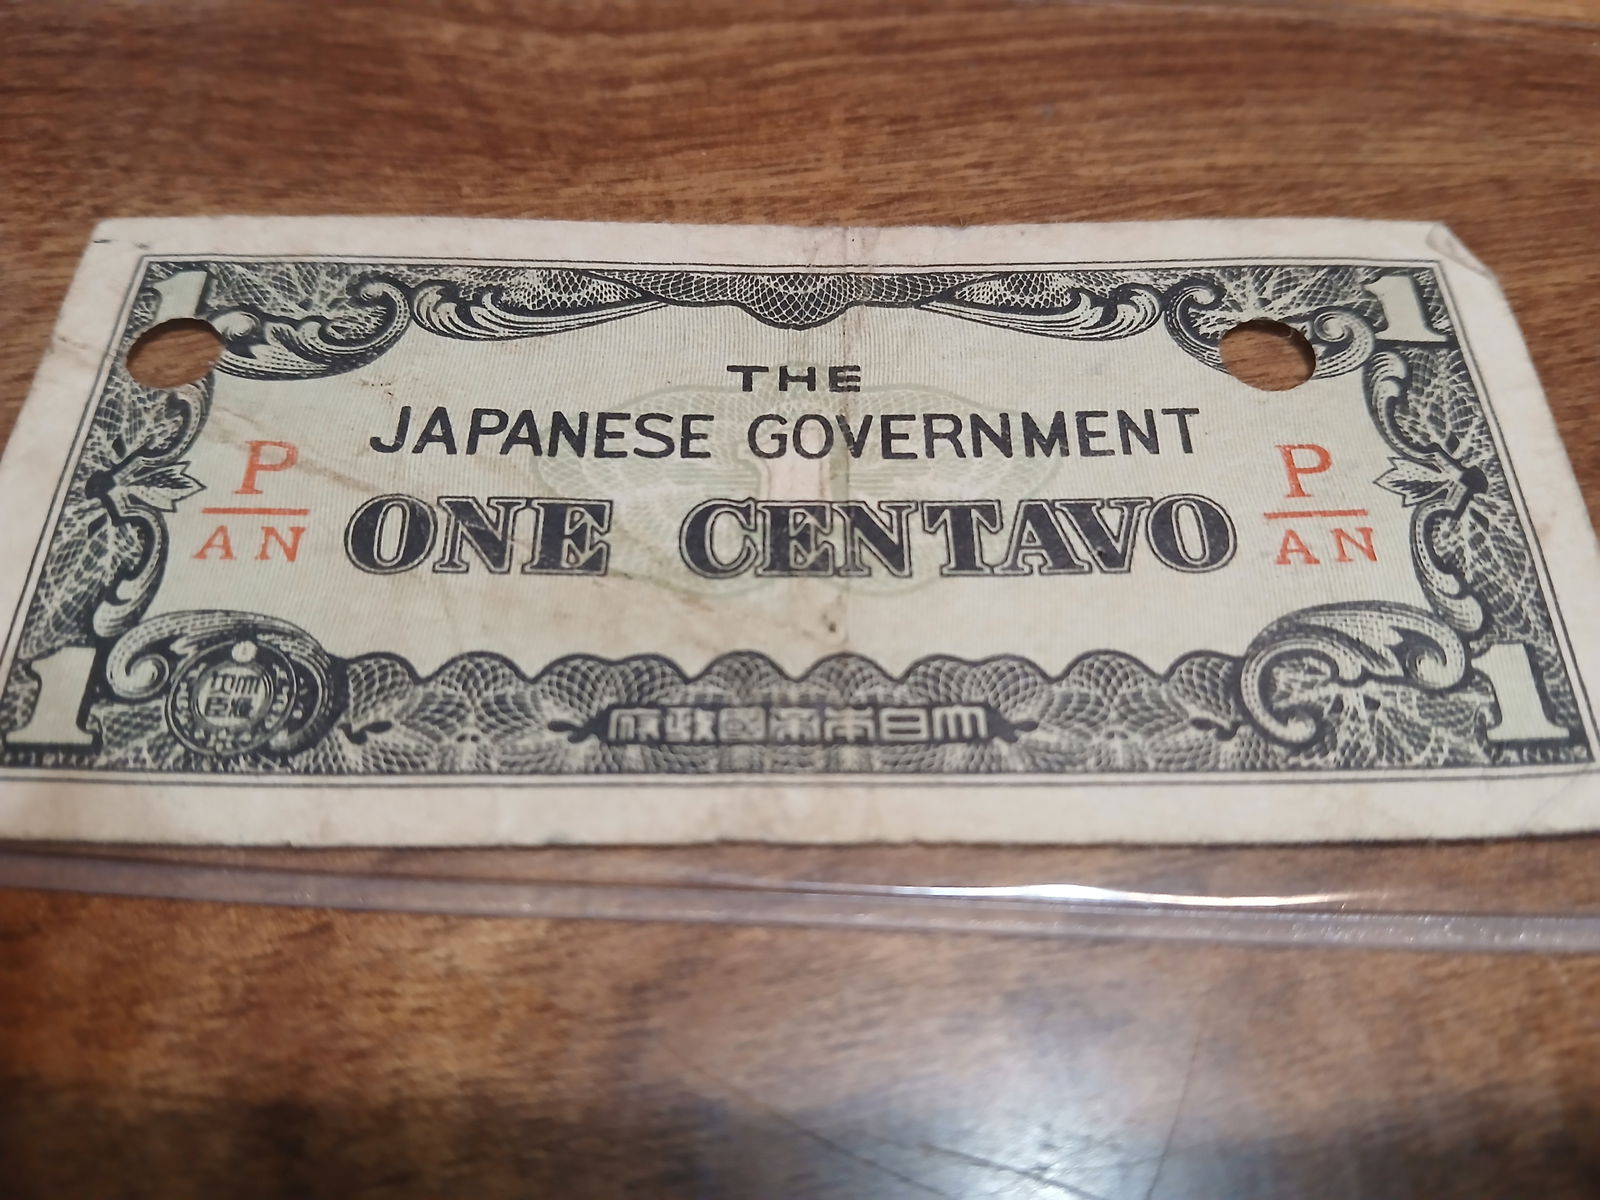 1 1
THE
JAPANESE GOVERNMENT
P
AN
ONE CENTAVO
P
AN
1 1
府政國帝本日大